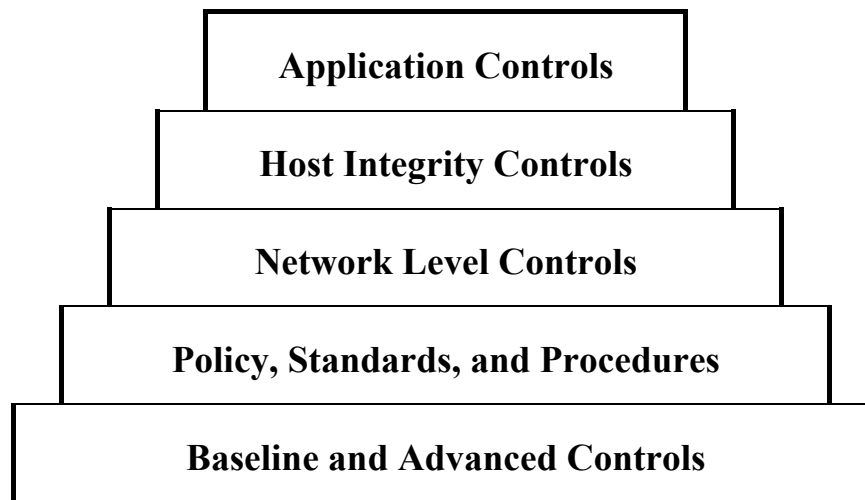 Application Controls
Host Integrity Controls
Network Level Controls
Policy, Standards, and Procedures
Baseline and Advanced Controls